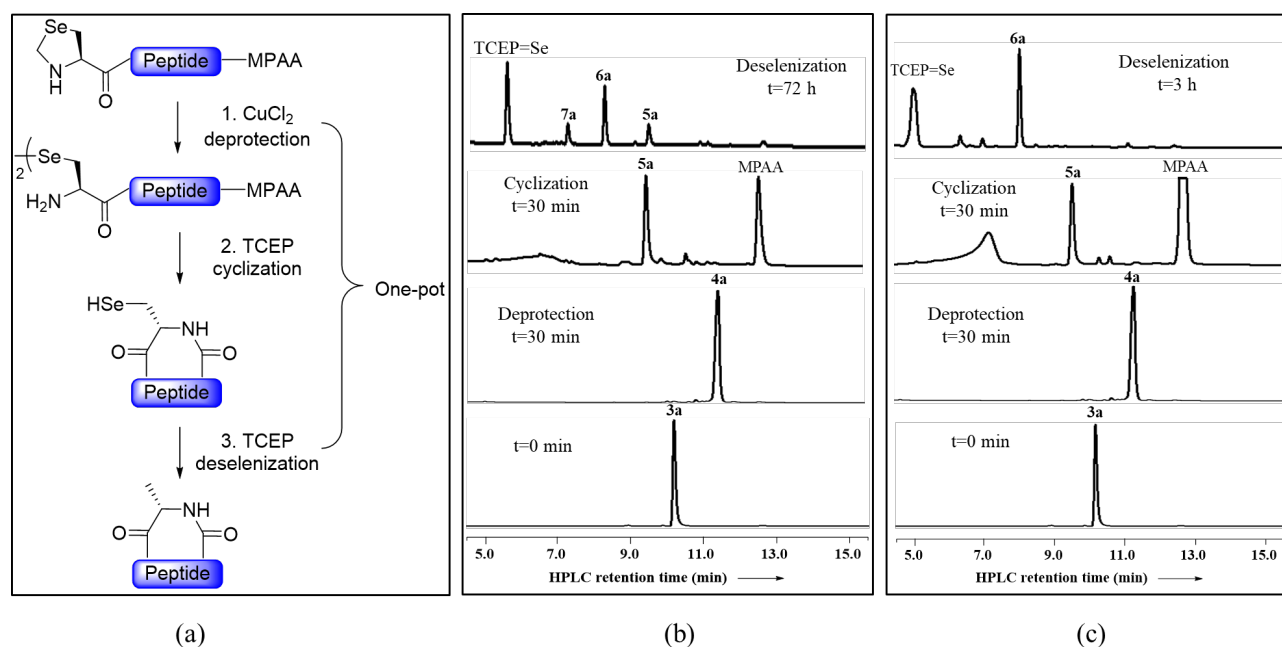 Se
N
H
O
Peptide
MPAA
1. CuCl2
deprotection
2
Se
H2N
O
Peptide
MPAA
2. TCEP
cyclization
One-pot
HSe
NH
O
O
Peptide
3. TCEP
deselenization
NH
O
O
Peptide
(a)
TCEP=Se
6a
Deselenization
t=72 h
7a
5a
5a
MPAA
Cyclization
t=30 min
4a
Deprotection
t=30 min
3a
t=0 min
5.0 7.0 9.0 11.0 13.0 15.0
HPLC retention time (min)
(b)
6a
TCEP=Se
Deselenization
t=3 h
5a
MPAA
Cyclization
t=30 min
4a
Deprotection
t=30 min
3a
t=0 min
5.0 7.0 9.0 11.0 13.0 15.0
HPLC retention time (min)
(c)